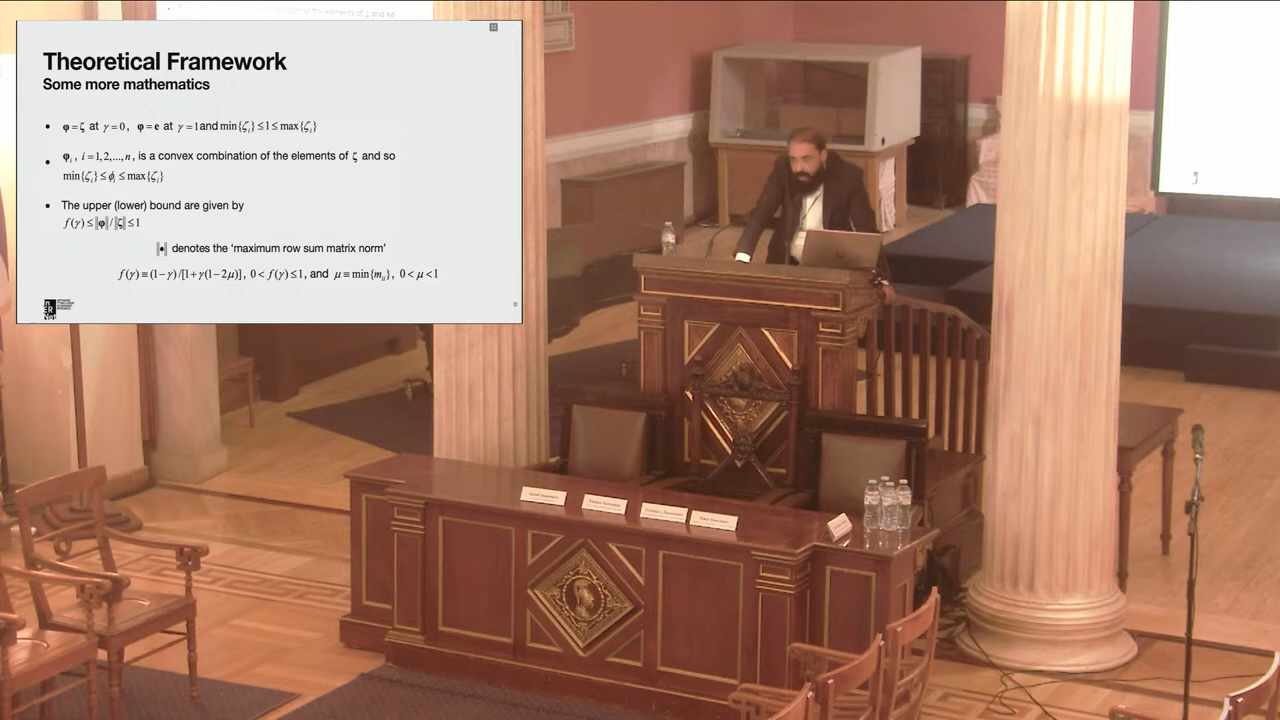 Theoretical Framework
Some more mathematics
• φ = ζ at γ = 0, φ = e at γ = 1 and min{ζᵢ} ≤ 1 ≤ max{ζᵢ}
• φᵢ, i = 1, 2, ..., n, is a convex combination of the elements of ζ and so
min{ζᵢ} ≤ ϕᵢ ≤ max{ζᵢ}
• The upper (lower) bound are given by
f(γ) ≤ ‖φ‖/‖ζ‖ ≤ 1
‖•‖ denotes the 'maximum row sum matrix norm'
f(γ) ≡ (1−γ)/[1+γ(1−2μ)], 0 < f(γ) ≤ 1, and μ ≡ min{mᵢᵢ}, 0 < μ < 1